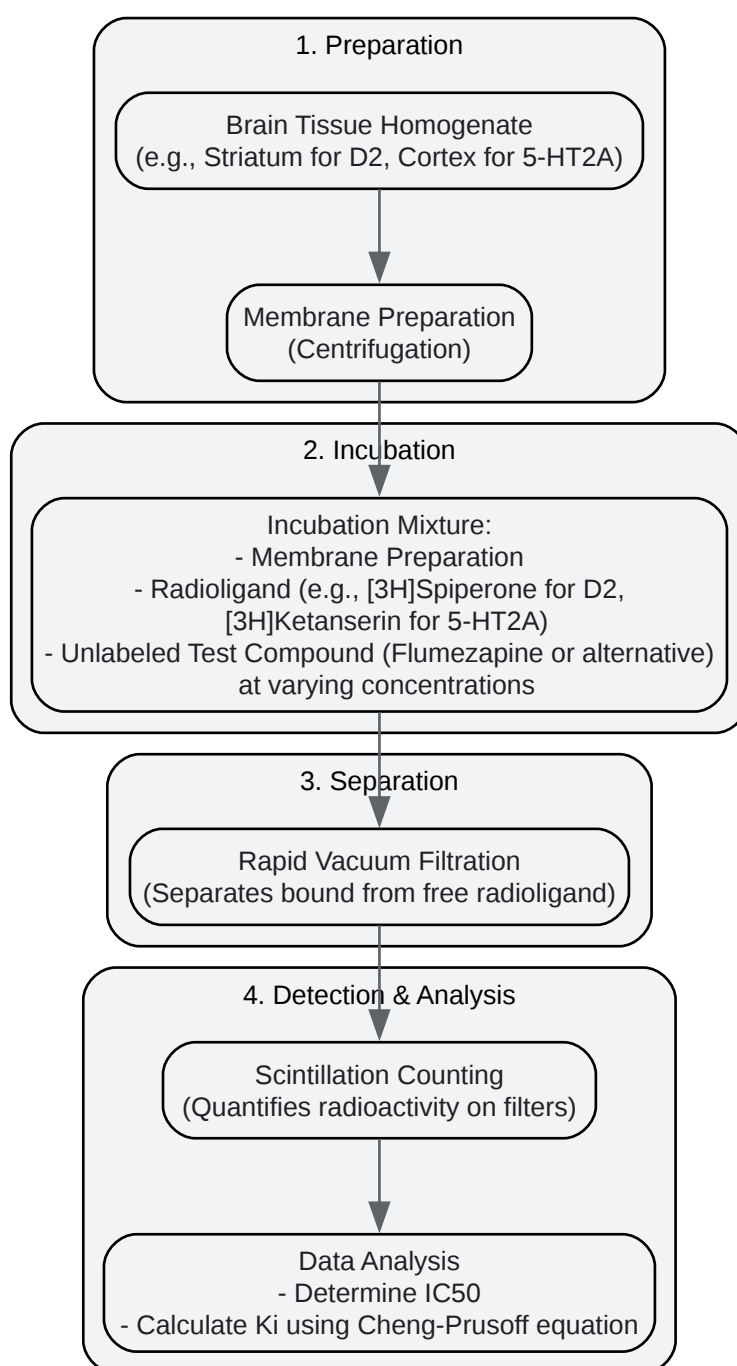 1. Preparation
Brain Tissue Homogenate
(e.g., Striatum for D2, Cortex for 5-HT2A)
Membrane Preparation
(Centrifugation)
2. Incubation
Incubation Mixture:
- Membrane Preparation
- Radioligand (e.g., [3H]Spiperone for D2,
[3H]Ketanserin for 5-HT2A)
- Unlabeled Test Compound (Flumezapine or alternative)
at varying concentrations
3. Separation
Rapid Vacuum Filtration
(Separates bound from free radioligand)
4. Detection & Analysis
Scintillation Counting
(Quantifies radioactivity on filters)
Data Analysis
- Determine IC50
- Calculate Ki using Cheng-Prusoff equation